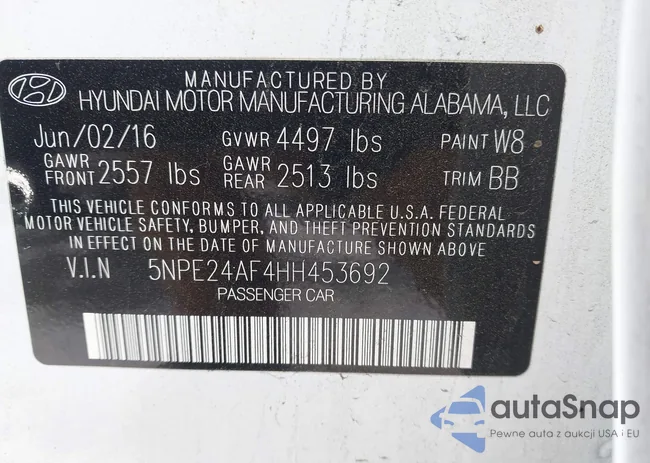 MANUFACTURED BY
HYUNDAI MOTOR MANUFACTURING ALABAMA, LLC
Jun/02/16 GVWR 4497 lbs PAINT W8
GAWR FRONT 2557 lbs GAWR REAR 2513 lbs TRIM BB
THIS VEHICLE CONFORMS TO ALL APPLICABLE U.S.A. FEDERAL
MOTOR VEHICLE SAFETY, BUMPER, AND THEFT PREVENTION STANDARDS
IN EFFECT ON THE DATE OF MANUFACTURE SHOWN ABOVE
V.I.N 5NPE24AF4HH453692
PASSENGER CAR
autoSnap
Pewne auta z aukcji USA i EU